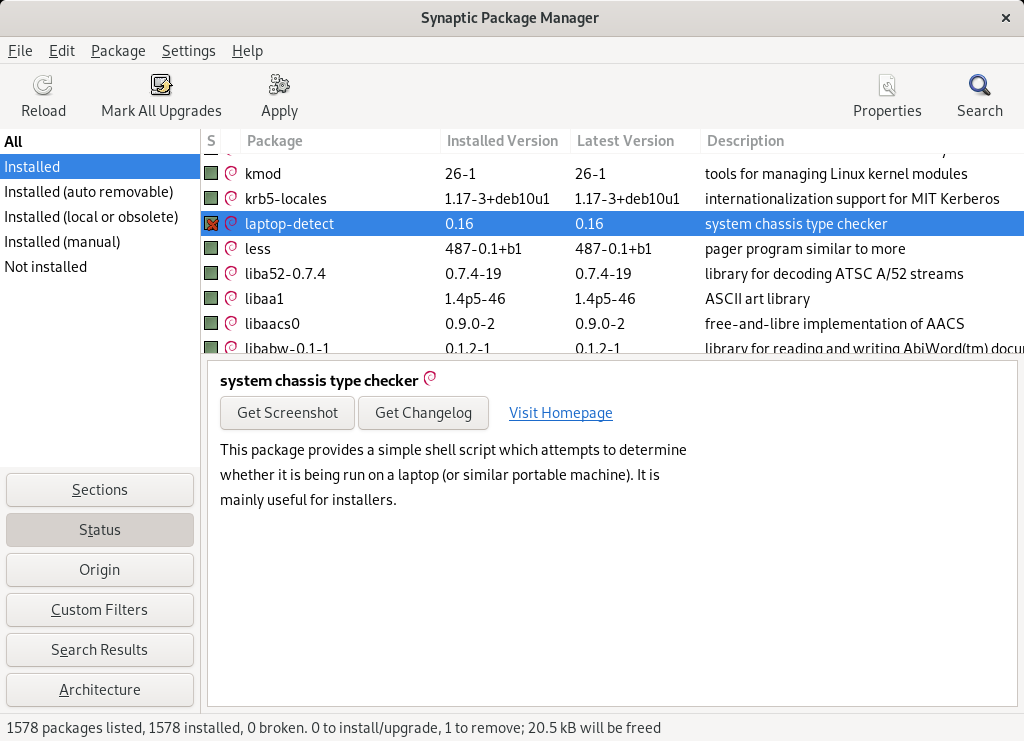 Synaptic Package Manager
File Edit Package Settings Help
Reload Mark All Upgrades Apply Properties Search
All
Installed
Installed (auto removable)
Installed (local or obsolete)
Installed (manual)
Not installed
S Package Installed Version Latest Version Description
kmod 26-1 26-1 tools for managing Linux kernel modules
krb5-locales 1.17-3+deb10u1 1.17-3+deb10u1 internationalization support for MIT Kerberos
laptop-detect 0.16 0.16 system chassis type checker
less 487-0.1+b1 487-0.1+b1 pager program similar to more
liba52-0.7.4 0.7.4-19 0.7.4-19 library for decoding ATSC A/52 streams
libaa1 1.4p5-46 1.4p5-46 ASCII art library
libaacs0 0.9.0-2 0.9.0-2 free-and-libre implementation of AACS
libabw-0.1-1 0.1.2-1 0.1.2-1 library for reading and writing AbiWord(tm) docu
system chassis type checker
Get Screenshot Get Changelog Visit Homepage
This package provides a simple shell script which attempts to determine
whether it is being run on a laptop (or similar portable machine). It is
mainly useful for installers.
Sections
Status
Origin
Custom Filters
Search Results
Architecture
1578 packages listed, 1578 installed, 0 broken. 0 to install/upgrade, 1 to remove; 20.5 kB will be freed